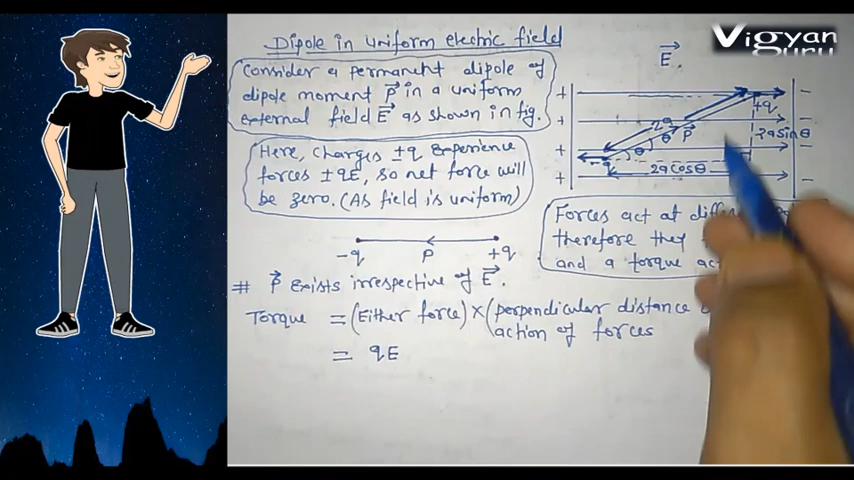 Vigyan
Guru
Dipole in uniform electric field
Consider a permanent dipole of
dipole moment P⃗ in a uniform
external field E⃗ as shown in fig.
Here, charges ±q experience
forces ±qE, so net force will
be zero. (As field is uniform)
-q P +q
# P⃗ Exists irrespective of E⃗.
Torque = (Either force) × (perpendicular distance
action of forces
= qE
E⃗.
+ -
+ +q
+ 2a P⃗ 2a sinθ
θ θ
+ -q -
2a cosθ
+ -
Forces act at
therefore they
and a torque